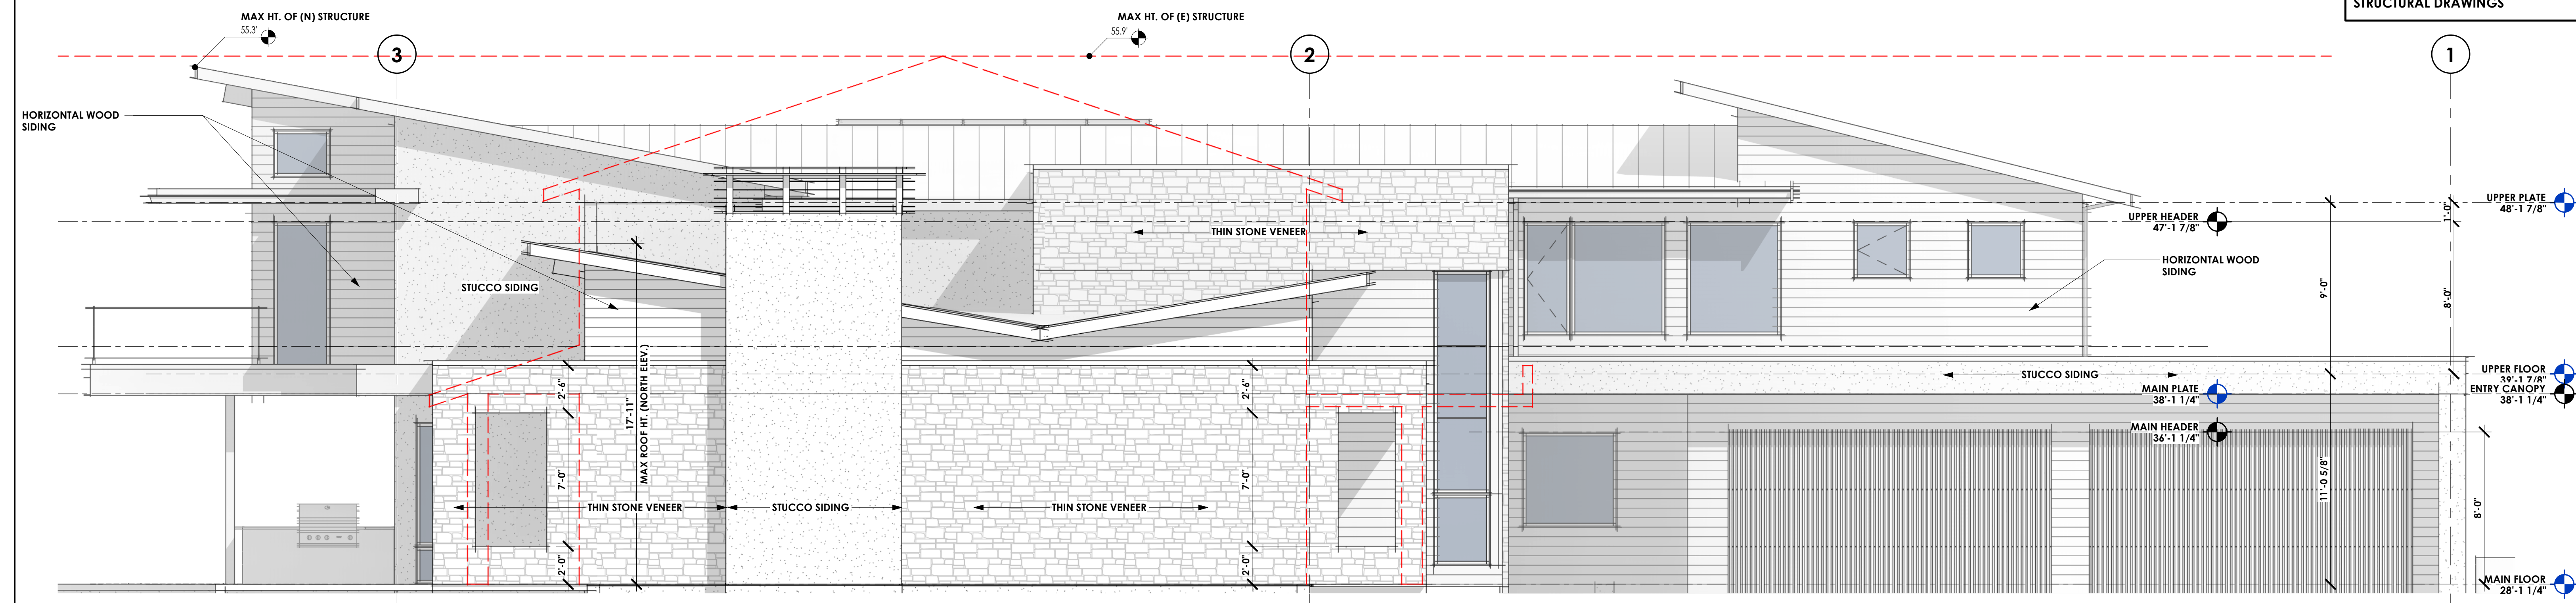 STRUCTURAL DRAWINGS
MAX HT. OF (N) STRUCTURE
55.3'
MAX HT. OF (E) STRUCTURE
55.9'
3
2
1
HORIZONTAL WOOD
SIDING
UPPER PLATE
48'-1 7/8"
1'-0"
UPPER HEADER
47'-1 7/8"
THIN STONE VENEER
HORIZONTAL WOOD
SIDING
STUCCO SIDING
9'-0"
8'-0"
MAX ROOF HT. (NORTH ELEV.)
17'-11"
STUCCO SIDING
UPPER FLOOR
39'-1 7/8"
MAIN PLATE
38'-1 1/4"
ENTRY CANOPY
38'-1 1/4"
2'-6"
2'-6"
MAIN HEADER
36'-1 1/4"
7'-0"
7'-0"
11'-0 5/8"
8'-0"
THIN STONE VENEER
STUCCO SIDING
THIN STONE VENEER
2'-0"
2'-0"
MAIN FLOOR
28'-1 1/4"